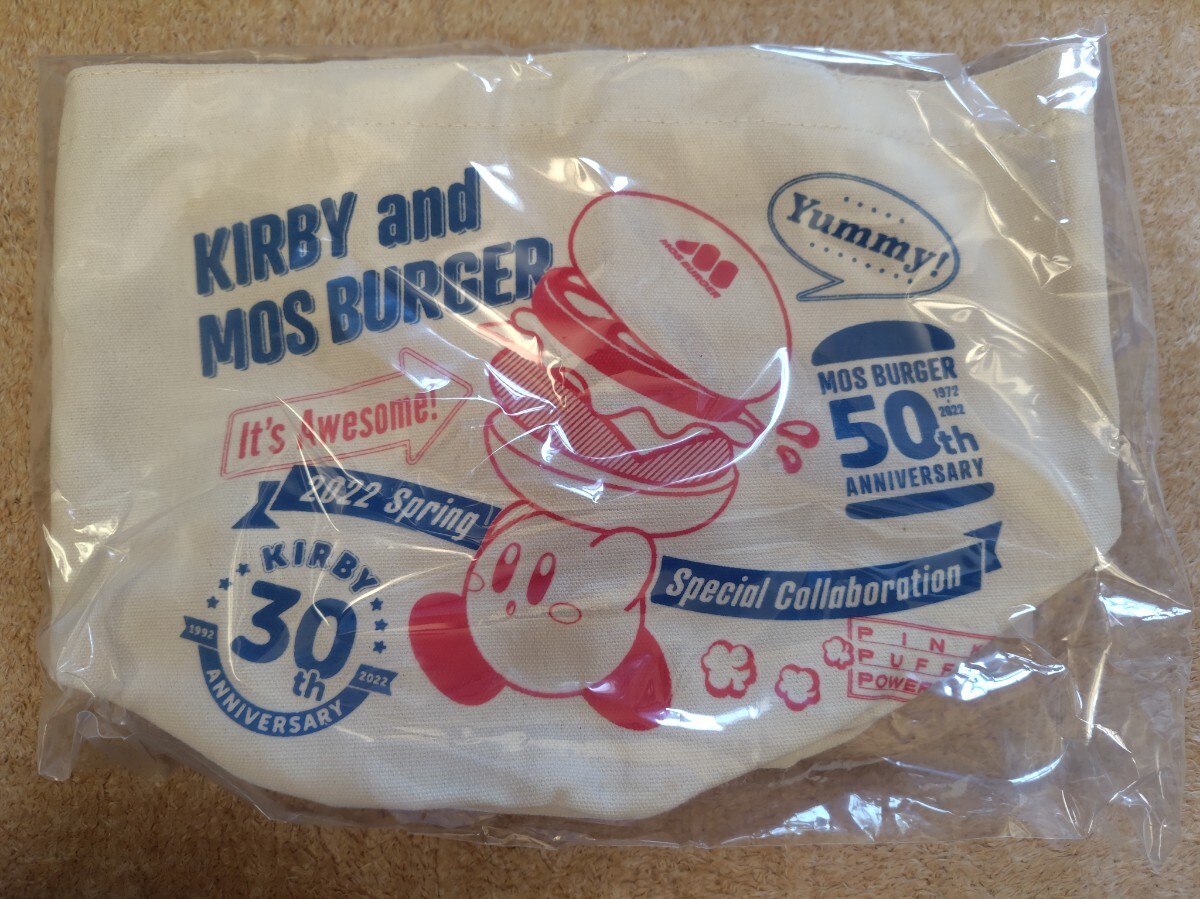 KIRBY and
MOS BURGER
It's Awesome!
MOS BURGER
Yummy!
MOS BURGER
1972
2022
50th
ANNIVERSARY
2022 Spring
Special Collaboration
KIRBY
30th
1992
2022
ANNIVERSARY
PINK
PUFF
POWER